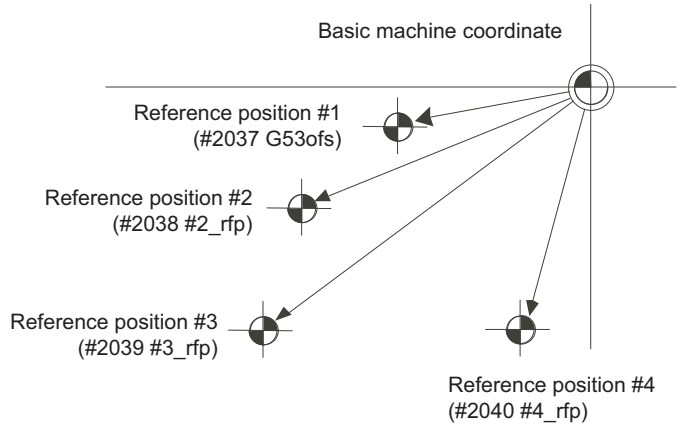 Basic machine coordinate
Reference position #1
(#2037 G53ofs)
Reference position #2
(#2038 #2_rfp)
Reference position #3
(#2039 #3_rfp)
Reference position #4
(#2040 #4_rfp)